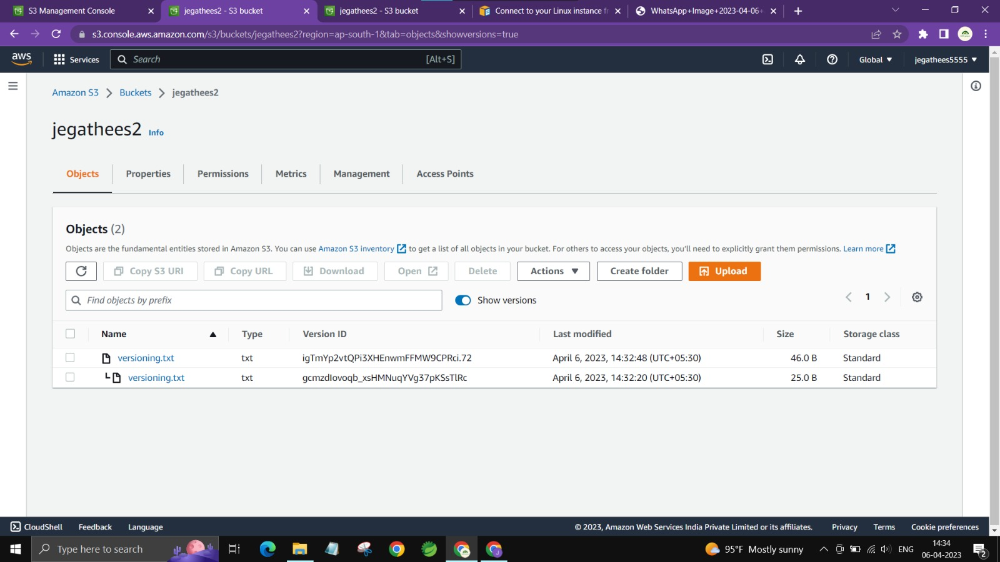 S3 Management Console
jegathees2 - S3 bucket
jegathees2 - S3 bucket
Connect to your Linux instance fr
WhatsApp+Image+2023-04-06+
s3.console.aws.amazon.com/s3/buckets/jegathees2?region=ap-south-1&tab=objects&showversions=true
aws
Services
Search
[Alt+S]
Global
jegathees5555
Amazon S3
Buckets
jegathees2
jegathees2 Info
Objects
Properties
Permissions
Metrics
Management
Access Points
Objects (2)
Objects are the fundamental entities stored in Amazon S3. You can use Amazon S3 inventory to get a list of all objects in your bucket. For others to access your objects, you'll need to explicitly grant them permissions. Learn more
Copy S3 URI
Copy URL
Download
Open
Delete
Actions
Create folder
Upload
Find objects by prefix
Show versions
1
Name Type Version ID Last modified Size Storage class
versioning.txt txt igTmYp2vtQPi3XHEnwmFFMW9CPRci.72 April 6, 2023, 14:32:48 (UTC+05:30) 46.0 B Standard
versioning.txt txt gcmzdIovoqb_xsHMNuqYVg37pKSsTlRc April 6, 2023, 14:32:20 (UTC+05:30) 25.0 B Standard
CloudShell
Feedback
Language
© 2023, Amazon Web Services India Private Limited or its affiliates.
Privacy
Terms
Cookie preferences
Type here to search
95°F Mostly sunny
ENG
14:34
06-04-2023
2